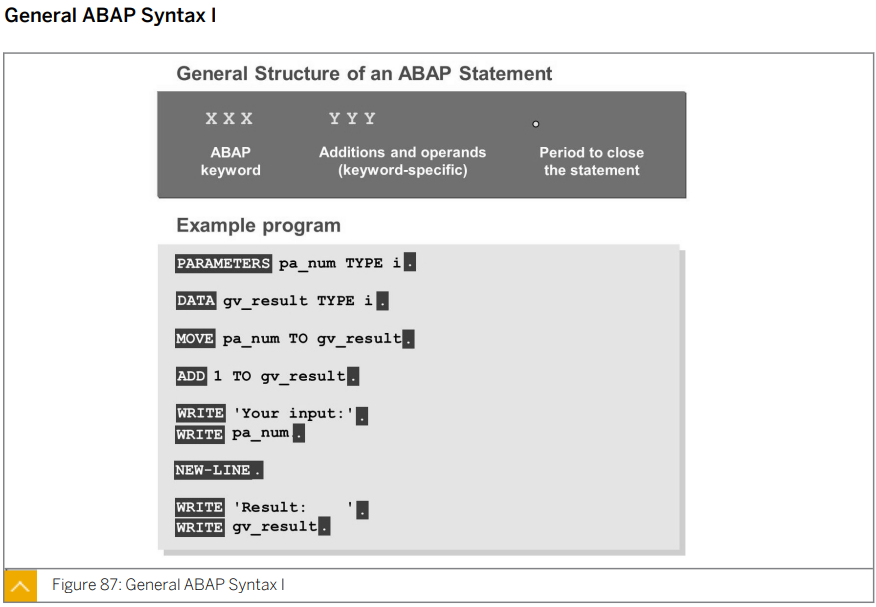 General ABAP Syntax I
General Structure of an ABAP Statement
XXX YYY .
ABAP keyword
Additions and operands (keyword-specific)
Period to close the statement
Example program
PARAMETERS pa_num TYPE i.
DATA gv_result TYPE i.
MOVE pa_num TO gv_result.
ADD 1 TO gv_result.
WRITE 'Your input:'.
WRITE pa_num.
NEW-LINE.
WRITE 'Result:    '.
WRITE gv_result.
Figure 87: General ABAP Syntax I